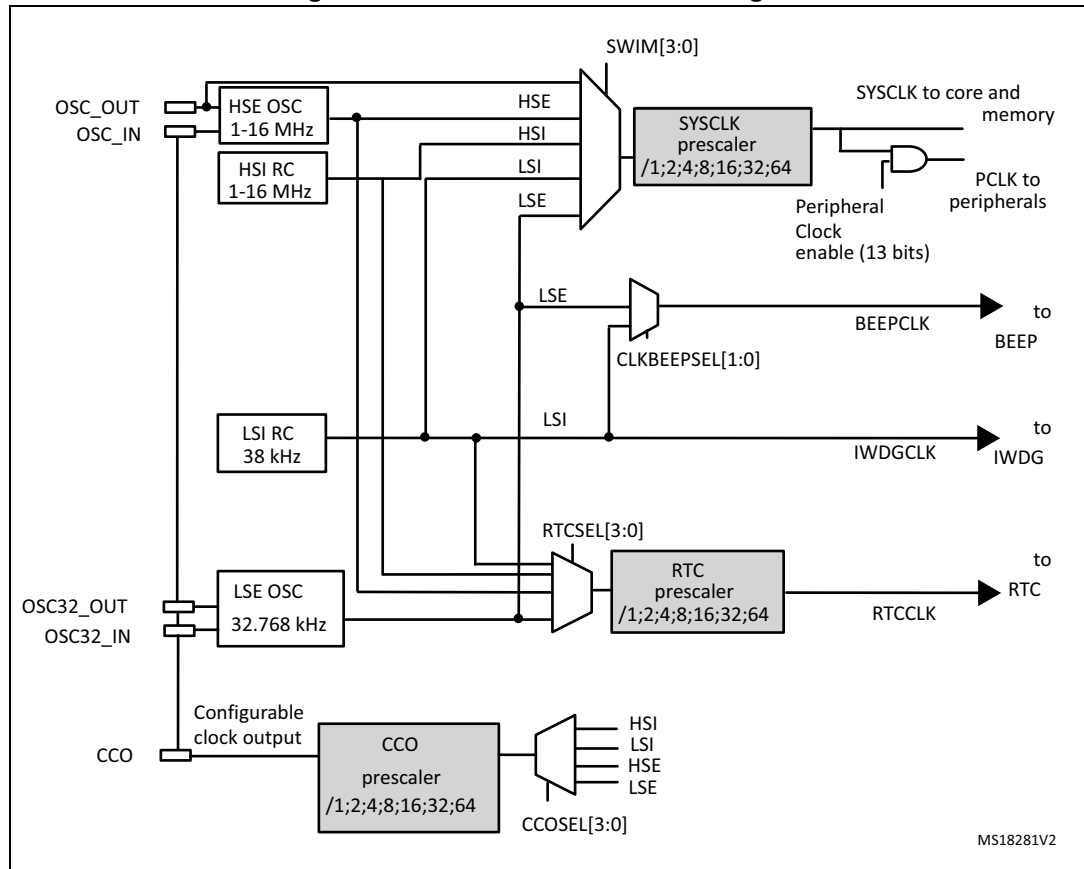 SWIM[3:0]
OSC_OUT
OSC_IN
HSE OSC
1-16 MHz
HSI RC
1-16 MHz
HSE
HSI
LSI
LSE
SYSCLK
prescaler
/1;2;4;8;16;32;64
SYSCLK to core and
memory
PCLK to
peripherals
Peripheral
Clock
enable (13 bits)
LSE
BEEPCLK
to
BEEP
CLKBEEPSEL[1:0]
LSI RC
38 kHz
LSI
IWDGCLK
to
IWDG
RTCSEL[3:0]
OSC32_OUT
OSC32_IN
LSE OSC
32.768 kHz
RTC
prescaler
/1;2;4;8;16;32;64
RTCCLK
to
RTC
Configurable
clock output
CCO
CCO
prescaler
/1;2;4;8;16;32;64
HSI
LSI
HSE
LSE
CCOSEL[3:0]
MS18281V2